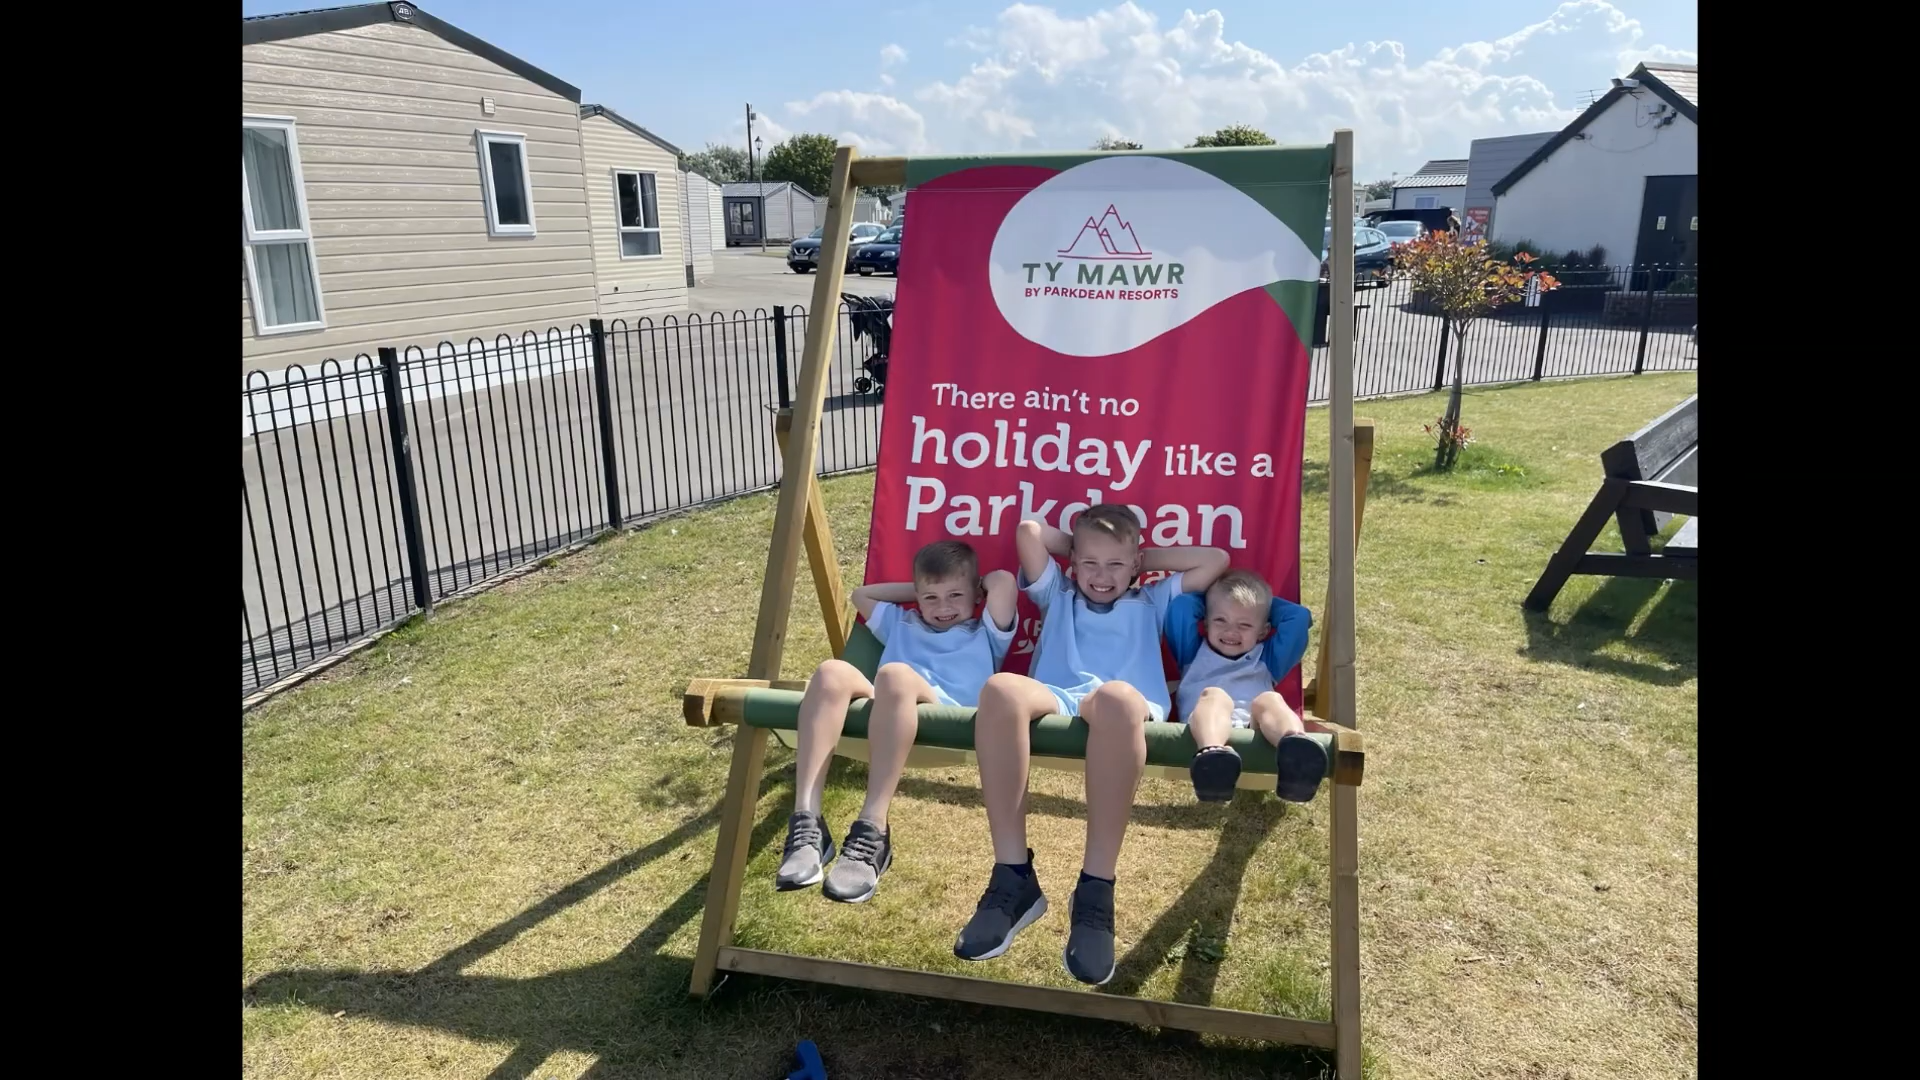 TY MAWR
BY PARKDEAN RESORTS
There ain't no
holiday like a
Parkdean